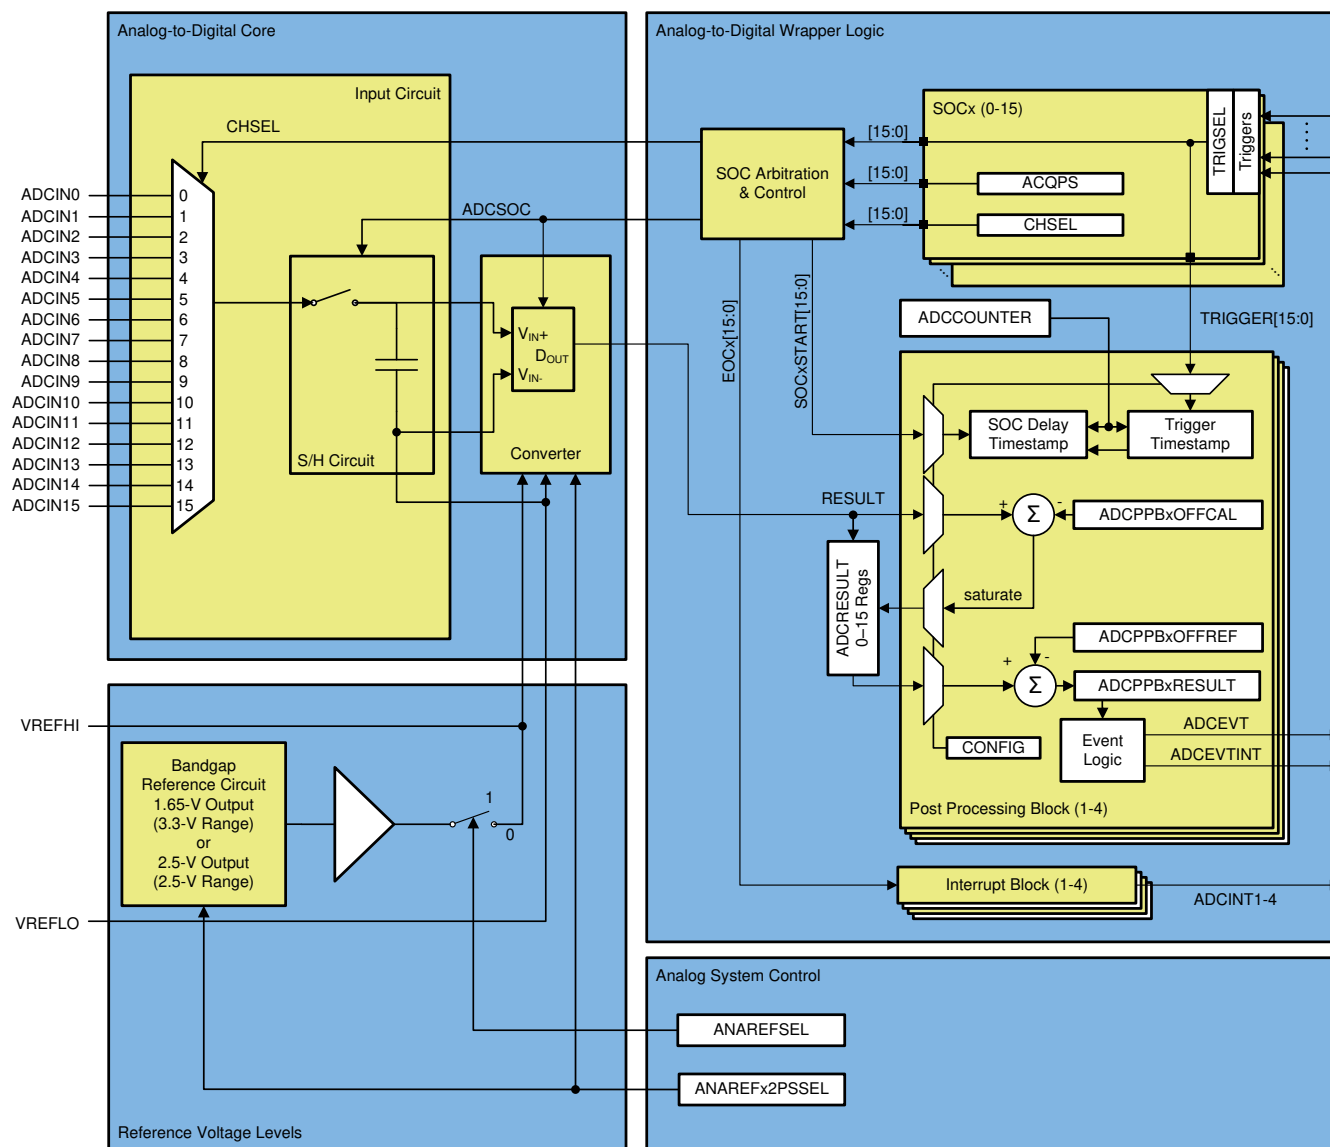 Analog-to-Digital Core
Input Circuit
CHSEL
ADCIN0
ADCIN1
ADCIN2
ADCIN3
ADCIN4
ADCIN5
ADCIN6
ADCIN7
ADCIN8
ADCIN9
ADCIN10
ADCIN11
ADCIN12
ADCIN13
ADCIN14
ADCIN15
0
1
2
3
4
5
6
7
8
9
10
11
12
13
14
15
ADCSOC
S/H Circuit
VIN+
DOUT
VIN-
Converter
Analog-to-Digital Wrapper Logic
SOC Arbitration
& Control
[15:0]
[15:0]
[15:0]
SOCx (0-15)
ACQPS
CHSEL
TRIGSEL
Triggers
EOCx[15:0]
SOCxSTART[15:0]
TRIGGER[15:0]
ADCCOUNTER
SOC Delay
Timestamp
Trigger
Timestamp
RESULT
+
Σ
-
ADCPPBxOFFCAL
ADCRESULT
0–15 Regs
saturate
ADCPPBxOFFREF
+
-
Σ
ADCPPBxRESULT
CONFIG
Event
Logic
ADCEVT
ADCEVTINT
Post Processing Block (1-4)
Interrupt Block (1-4)
ADCINT1-4
VREFHI
Bandgap
Reference Circuit
1.65-V Output
(3.3-V Range)
or
2.5-V Output
(2.5-V Range)
1
0
VREFLO
Reference Voltage Levels
Analog System Control
ANAREFSEL
ANAREFx2PSSEL